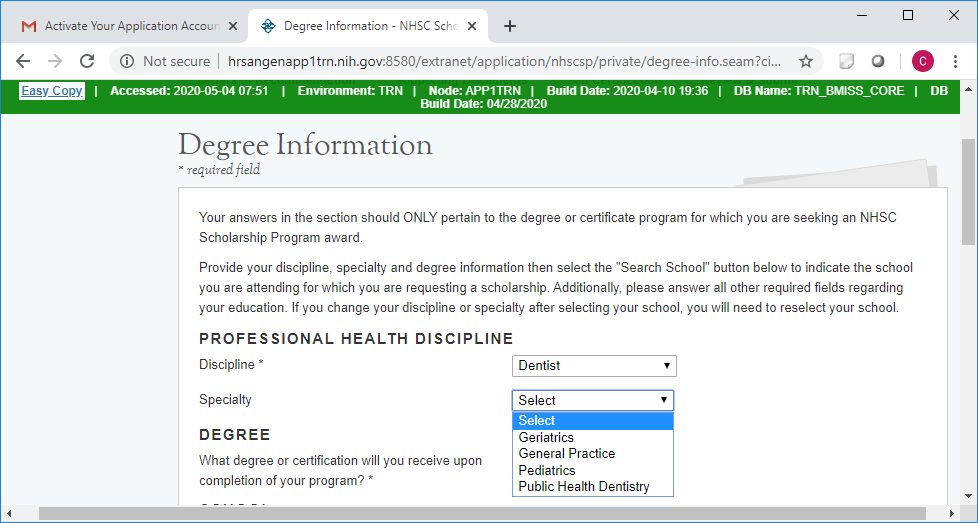 Activate Your Application Accoun
Degree Information - NHSC Scho
Not secure | hrsangenapp1trn.nih.gov:8580/extranet/application/nhscsp/private/degree-info.seam?ci...
C
Easy Copy | Accessed: 2020-05-04 07:51 | Environment: TRN | Node: APP1TRN | Build Date: 2020-04-10 19:36 | DB Name: TRN_BMISS_CORE | DB
Build Date: 04/28/2020
Degree Information
* required field
Your answers in the section should ONLY pertain to the degree or certificate program for which you are seeking an NHSC
Scholarship Program award.
Provide your discipline, specialty and degree information then select the "Search School" button below to indicate the school
you are attending for which you are requesting a scholarship. Additionally, please answer all other required fields regarding
your education. If you change your discipline or specialty after selecting your school, you will need to reselect your school.
PROFESSIONAL HEALTH DISCIPLINE
Discipline * Dentist
Specialty Select
Select
Geriatrics
General Practice
Pediatrics
Public Health Dentistry
DEGREE
What degree or certification will you receive upon
completion of your program? *